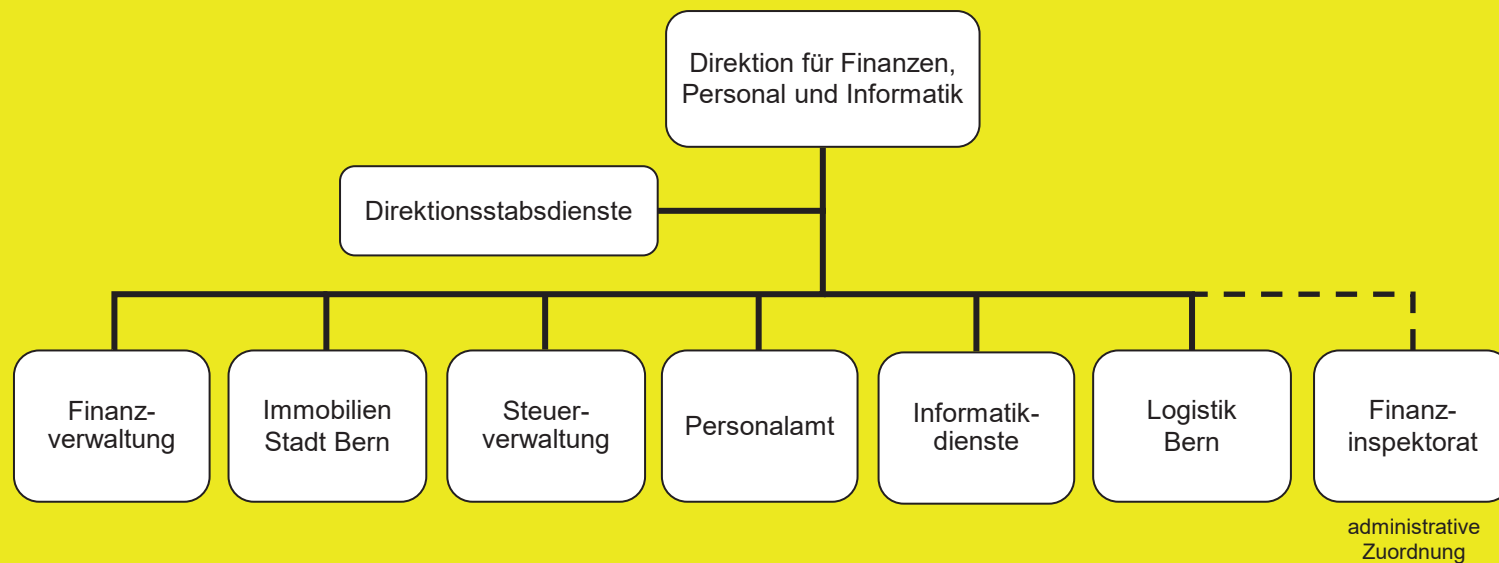 Direktion für Finanzen,
Personal und Informatik
Direktionsstabsdienste
Finanz-
verwaltung
Immobilien
Stadt Bern
Steuer-
verwaltung
Personalamt
Informatik-
dienste
Logistik
Bern
Finanz-
inspektorat
administrative
Zuordnung